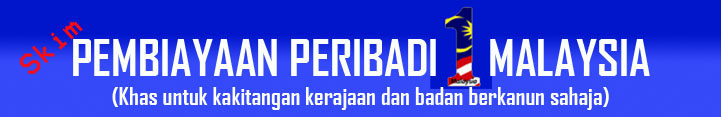 Skim
PEMBIAYAAN PERIBADI 1 MALAYSIA
(Khas untuk kakitangan kerajaan dan badan berkanun sahaja)